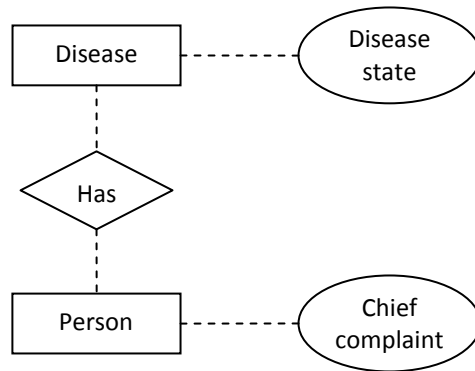 Disease
Disease
state
Has
Person
Chief
complaint